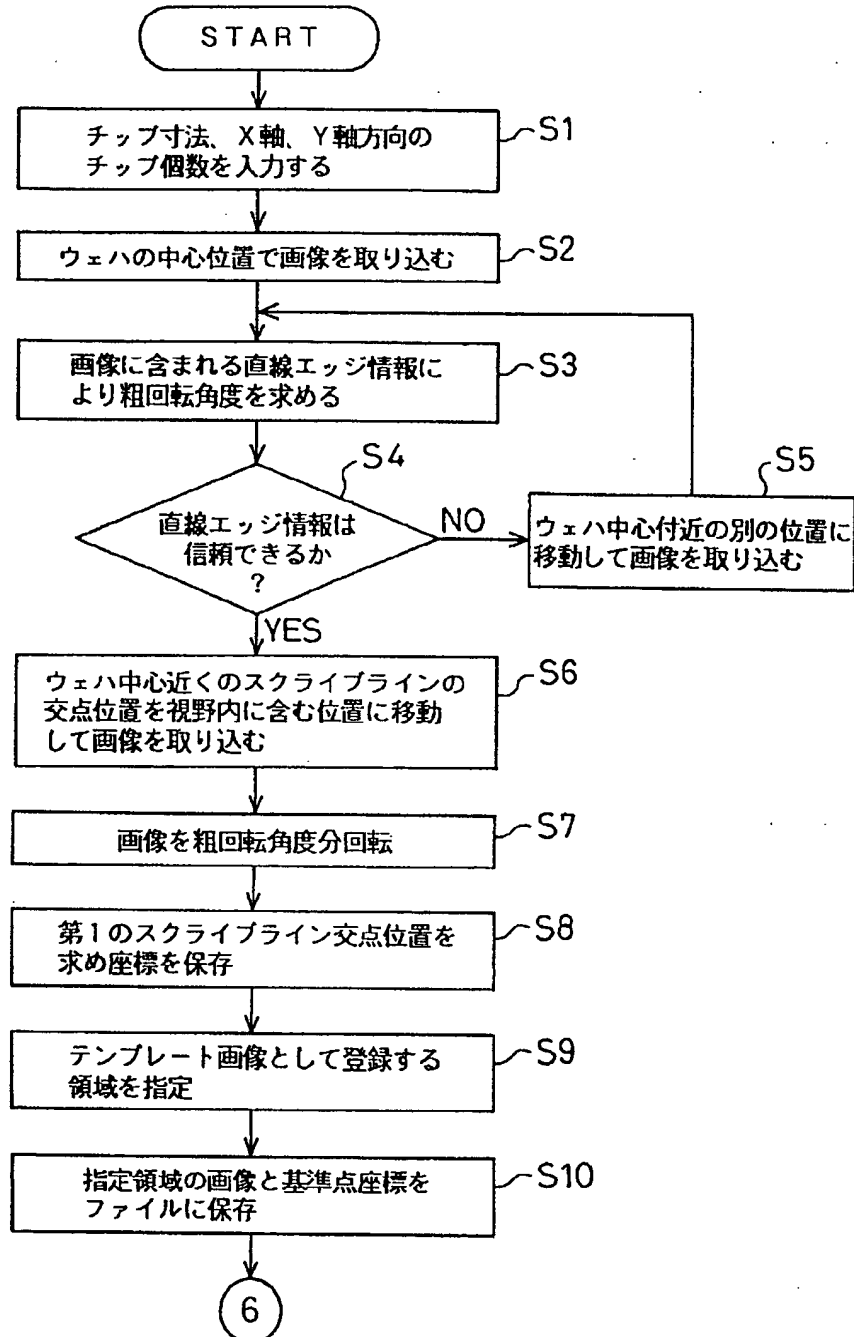 START
チップ寸法、X軸、Y軸方向の
チップ個数を入力する
S1
ウェハの中心位置で画像を取り込む
S2
画像に含まれる直線エッジ情報に
より粗回転角度を求める
S3
S4
直線エッジ情報は
信頼できるか
?
NO
S5
ウェハ中心付近の別の位置に
移動して画像を取り込む
YES
ウェハ中心近くのスクライブラインの
交点位置を視野内に含む位置に移動
して画像を取り込む
S6
画像を粗回転角度分回転
S7
第1のスクライブライン交点位置を
求め座標を保存
S8
テンプレート画像として登録する
領域を指定
S9
指定領域の画像と基準点座標を
ファイルに保存
S10
6